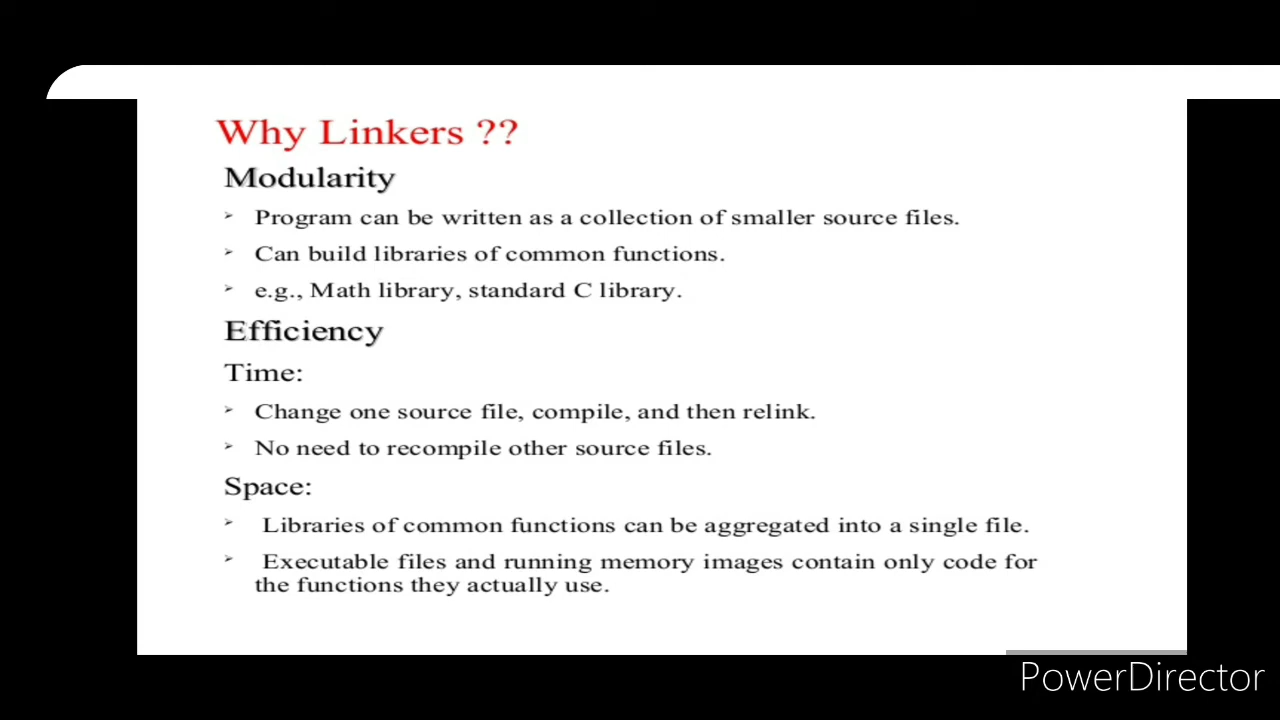 Why Linkers ??
Modularity
➢ Program can be written as a collection of smaller source files.
➢ Can build libraries of common functions.
➢ e.g., Math library, standard C library.
Efficiency
Time:
➢ Change one source file, compile, and then relink.
➢ No need to recompile other source files.
Space:
➢ Libraries of common functions can be aggregated into a single file.
➢ Executable files and running memory images contain only code for
the functions they actually use.
PowerDirector